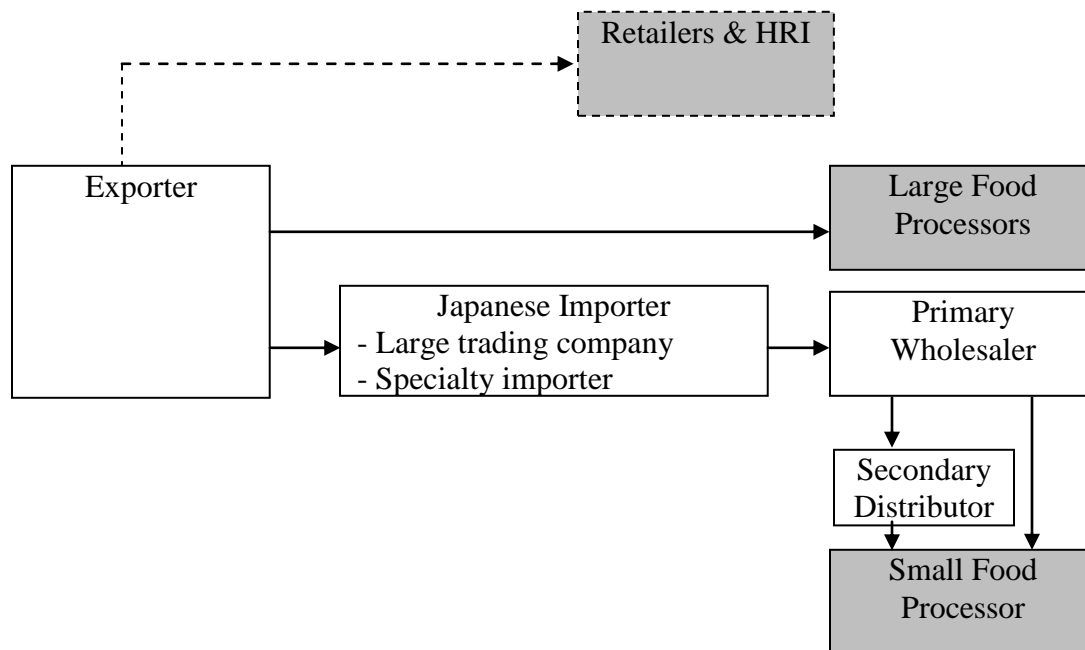 Retailers & HRI
Exporter
Large Food
Processors
Japanese Importer
- Large trading company
- Specialty importer
Primary
Wholesaler
Secondary
Distributor
Small Food
Processor